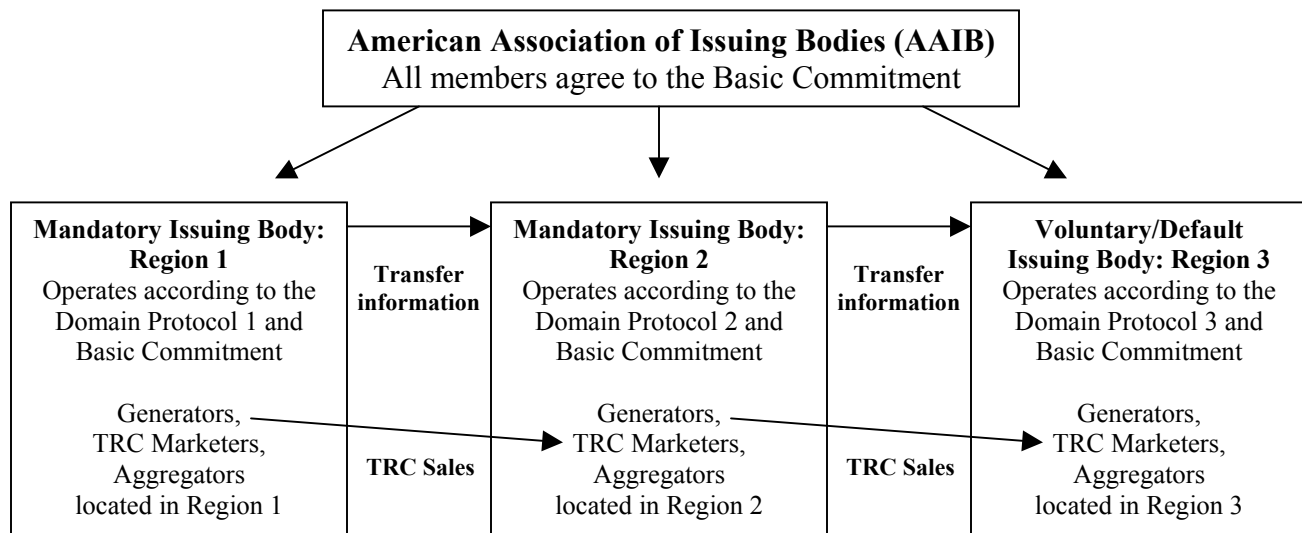 American Association of Issuing Bodies (AAIB)
All members agree to the Basic Commitment
Mandatory Issuing Body:
Region 1
Operates according to the
Domain Protocol 1 and
Basic Commitment
Generators,
TRC Marketers,
Aggregators
located in Region 1
Transfer
information
TRC Sales
Mandatory Issuing Body:
Region 2
Operates according to the
Domain Protocol 2 and
Basic Commitment
Generators,
TRC Marketers,
Aggregators
located in Region 2
Transfer
information
TRC Sales
Voluntary/Default
Issuing Body: Region 3
Operates according to the
Domain Protocol 3 and
Basic Commitment
Generators,
TRC Marketers,
Aggregators
located in Region 3